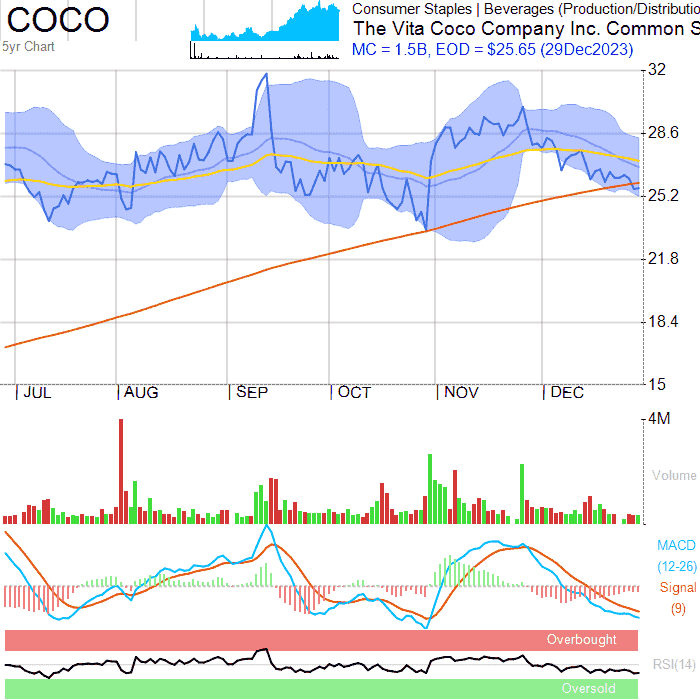 COCO
5yr Chart
Consumer Staples | Beverages (Production/Distributio
The Vita Coco Company Inc. Common S
MC = 1.5B, EOD = $25.65 (29Dec2023)
32
28.6
25.2
21.8
18.4
15
JUL
AUG
SEP
OCT
NOV
DEC
4M
Volume
MACD
(12-26)
Signal
(9)
Overbought
RSI(14)
Oversold